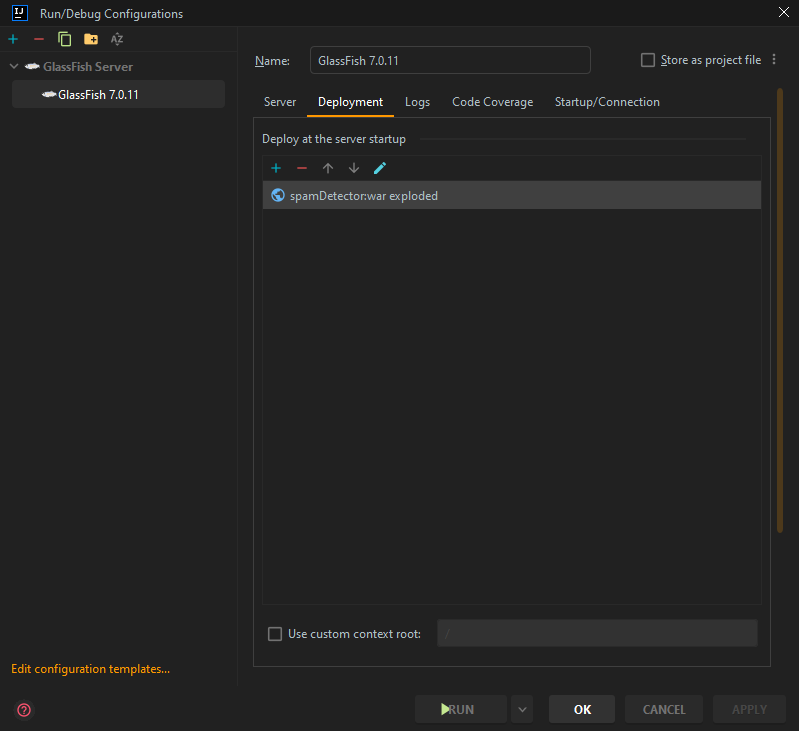 IJ Run/Debug Configurations
AZ
GlassFish Server
GlassFish 7.0.11
Name: GlassFish 7.0.11 Store as project file
Server Deployment Logs Code Coverage Startup/Connection
Deploy at the server startup
spamDetector:war exploded
Use custom context root: /
Edit configuration templates...
? RUN OK CANCEL APPLY